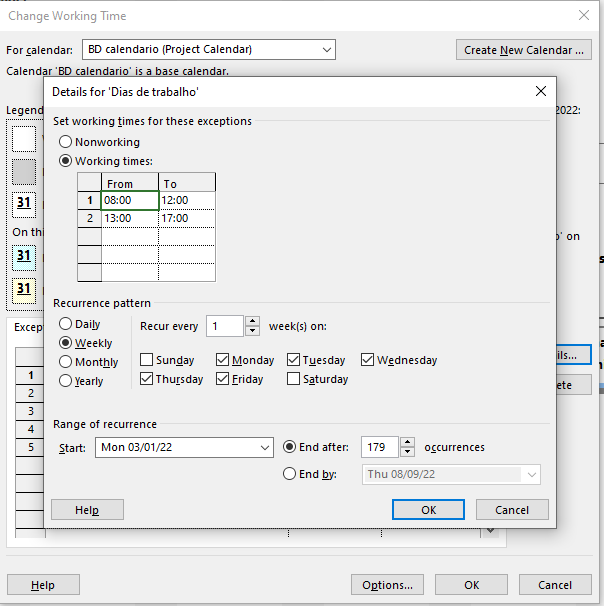 Change Working Time
For calendar: BD calendario (Project Calendar) Create New Calendar ...
Calendar 'BD calendario' is a base calendar.
Legend 2022:
31
On thi o' on
31
31
Excep
1
2
3
4
5
ils...
ete
Details for 'Dias de trabalho'
Set working times for these exceptions
Nonworking
Working times:
From To
1 08:00 12:00
2 13:00 17:00
Recurrence pattern
Daily
Weekly
Monthly
Yearly
Recur every 1 week(s) on:
Sunday Monday Tuesday Wednesday
Thursday Friday Saturday
Range of recurrence
Start: Mon 03/01/22 End after: 179 occurrences
End by: Thu 08/09/22
Help OK Cancel
Help Options... OK Cancel